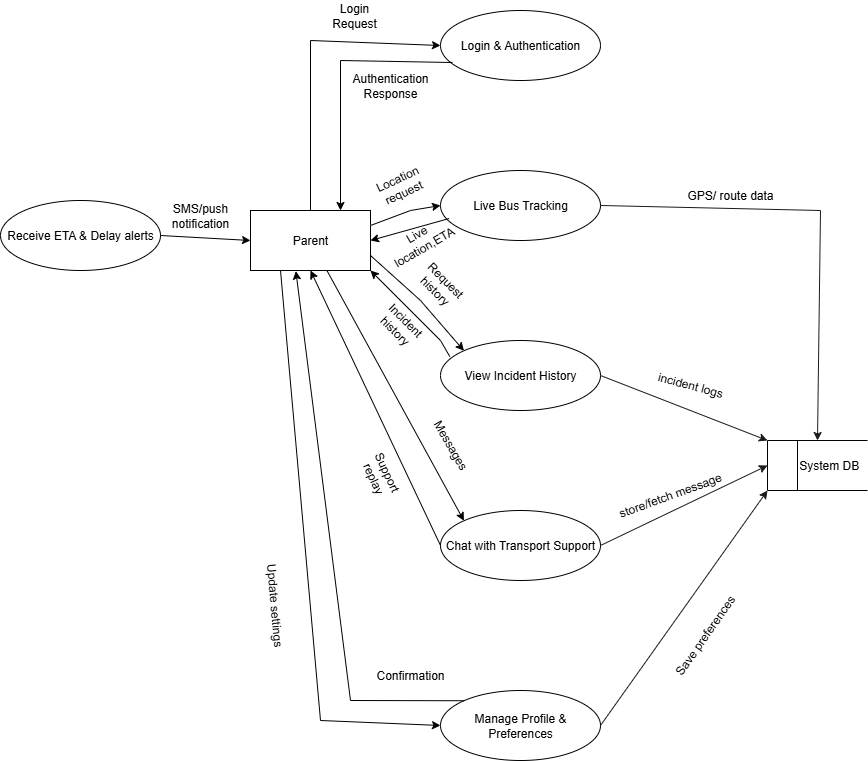 Login
Request
Login & Authentication
Authentication
Response
Location
request
GPS/ route data
SMS/push
notification
Live Bus Tracking
Receive ETA & Delay alerts
Parent
Live
location,ETA
Request
history
Incident
history
View Incident History
incident logs
Messages
System DB
Support
replay
store/fetch message
Chat with Transport Support
Update settings
Save preferences
Confirmation
Manage Profile &
Preferences